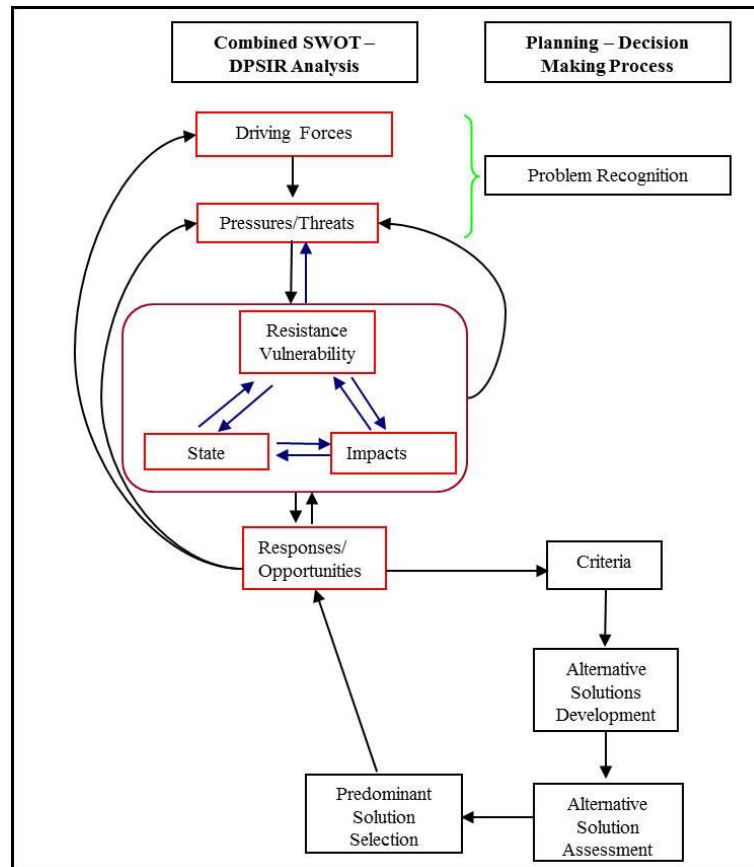 Combined SWOT –
DPSIR Analysis
Planning – Decision
Making Process
Driving Forces
Problem Recognition
Pressures/Threats
Resistance
Vulnerability
State
Impacts
Responses/
Opportunities
Criteria
Alternative
Solutions
Development
Predominant
Solution
Selection
Alternative
Solution
Assessment